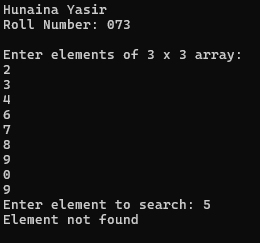 Hunaina Yasir
Roll Number: 073
Enter elements of 3 x 3 array:
2
3
4
6
7
8
9
0
9
Enter element to search: 5
Element not found